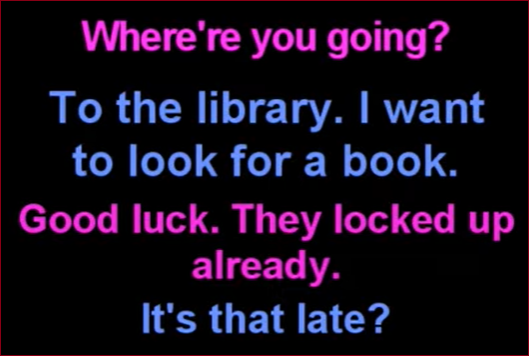 Where're you going?
To the library. I want
to look for a book.
Good luck. They locked up
already.
It's that late?